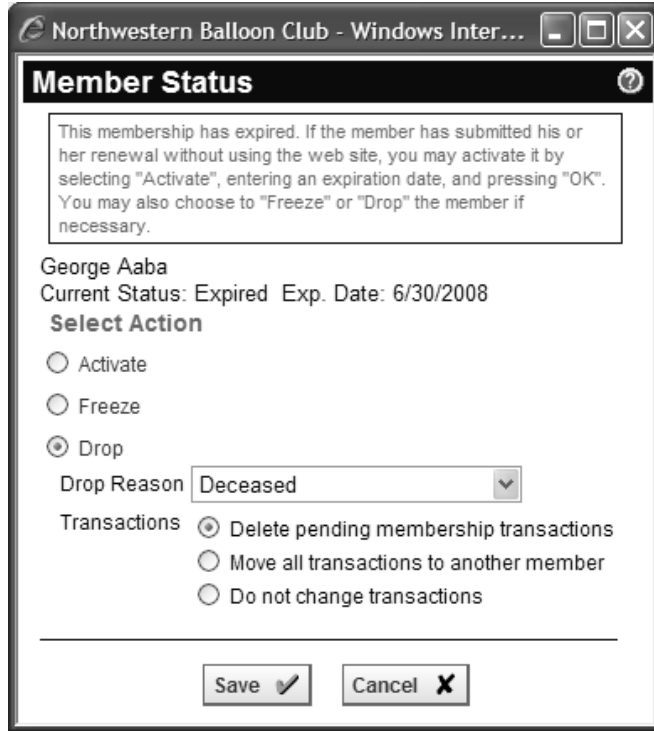 Northwestern Balloon Club - Windows Inter...
Member Status
This membership has expired. If the member has submitted his or
her renewal without using the web site, you may activate it by
selecting "Activate", entering an expiration date, and pressing "OK".
You may also choose to "Freeze" or "Drop" the member if
necessary.
George Aaba
Current Status: Expired Exp. Date: 6/30/2008
Select Action
Activate
Freeze
Drop
Drop Reason Deceased
Transactions Delete pending membership transactions
Move all transactions to another member
Do not change transactions
Save Cancel